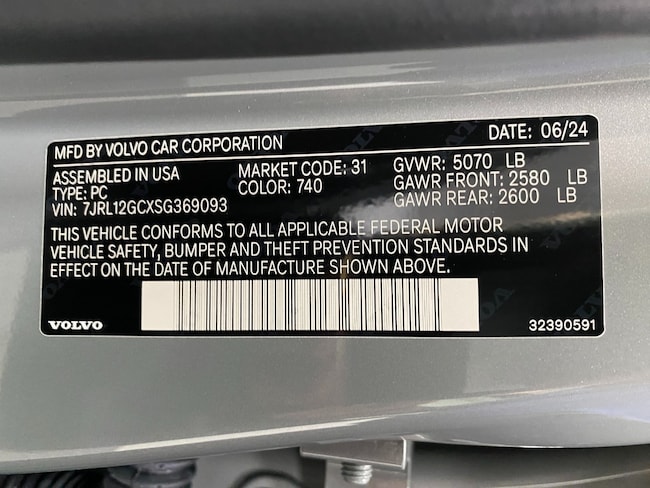 MFD BY VOLVO CAR CORPORATION DATE: 06/24
ASSEMBLED IN USA MARKET CODE: 31 GVWR: 5070 LB
TYPE: PC COLOR: 740 GAWR FRONT: 2580 LB
VIN: 7JRL12GCXSG369093 GAWR REAR: 2600 LB
THIS VEHICLE CONFORMS TO ALL APPLICABLE FEDERAL MOTOR
VEHICLE SAFETY, BUMPER AND THEFT PREVENTION STANDARDS IN
EFFECT ON THE DATE OF MANUFACTURE SHOWN ABOVE.
VOLVO 32390591